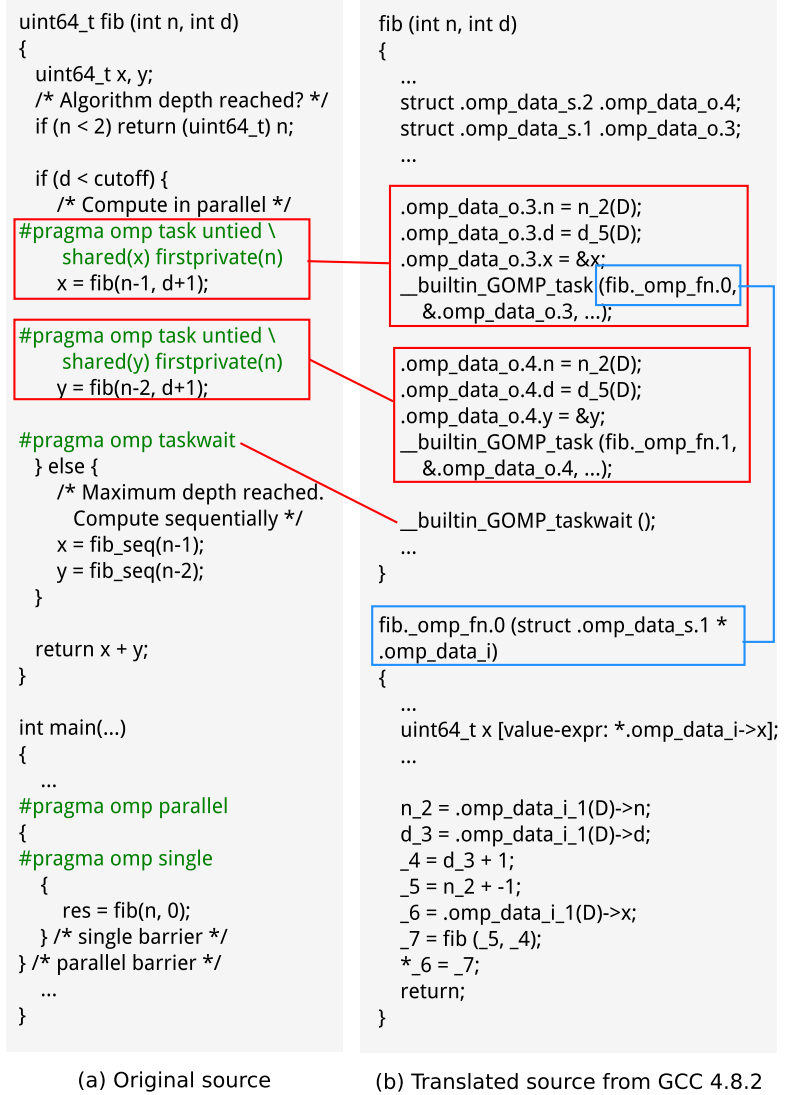 uint64_t fib (int n, int d)
{
uint64_t x, y;
/* Algorithm depth reached? */
if (n < 2) return (uint64_t) n;
if (d < cutoff) {
/* Compute in parallel */
#pragma omp task untied \
shared(x) firstprivate(n)
x = fib(n-1, d+1);
#pragma omp task untied \
shared(y) firstprivate(n)
y = fib(n-2, d+1);
#pragma omp taskwait
} else {
/* Maximum depth reached.
Compute sequentially */
x = fib_seq(n-1);
y = fib_seq(n-2);
}
return x + y;
}
int main(...)
{
...
#pragma omp parallel
{
#pragma omp single
{
res = fib(n, 0);
} /* single barrier */
} /* parallel barrier */
...
}
(a) Original source
fib (int n, int d)
{
...
struct .omp_data_s.2 .omp_data_o.4;
struct .omp_data_s.1 .omp_data_o.3;
...
.omp_data_o.3.n = n_2(D);
.omp_data_o.3.d = d_5(D);
.omp_data_o.3.x = &x;
__builtin_GOMP_task (fib._omp_fn.0,
&.omp_data_o.3, ...);
.omp_data_o.4.n = n_2(D);
.omp_data_o.4.d = d_5(D);
.omp_data_o.4.y = &y;
__builtin_GOMP_task (fib._omp_fn.1,
&.omp_data_o.4, ...);
__builtin_GOMP_taskwait ();
...
}
fib._omp_fn.0 (struct .omp_data_s.1 *
.omp_data_i)
{
...
uint64_t x [value-expr: *.omp_data_i->x];
...
n_2 = .omp_data_i_1(D)->n;
d_3 = .omp_data_i_1(D)->d;
_4 = d_3 + 1;
_5 = n_2 + -1;
_6 = .omp_data_i_1(D)->x;
_7 = fib (_5, _4);
*_6 = _7;
return;
}
(b) Translated source from GCC 4.8.2